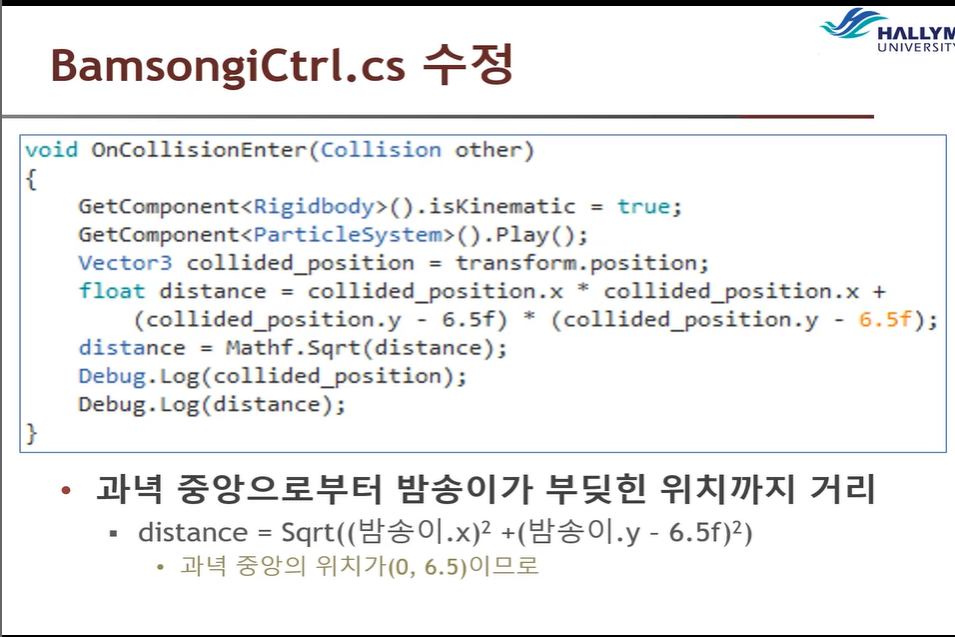 HALLYM
UNIVERSITY
BamsongiCtrl.cs 수정
void OnCollisionEnter(Collision other)
{
    GetComponent<Rigidbody>().isKinematic = true;
    GetComponent<ParticleSystem>().Play();
    Vector3 collided_position = transform.position;
    float distance = collided_position.x * collided_position.x +
        (collided_position.y - 6.5f) * (collided_position.y - 6.5f);
    distance = Mathf.Sqrt(distance);
    Debug.Log(collided_position);
    Debug.Log(distance);
}
• 과녁 중앙으로부터 밤송이가 부딪힌 위치까지 거리
▪ distance = Sqrt((밤송이.x)² +(밤송이.y - 6.5f)²)
• 과녁 중앙의 위치가(0, 6.5)이므로